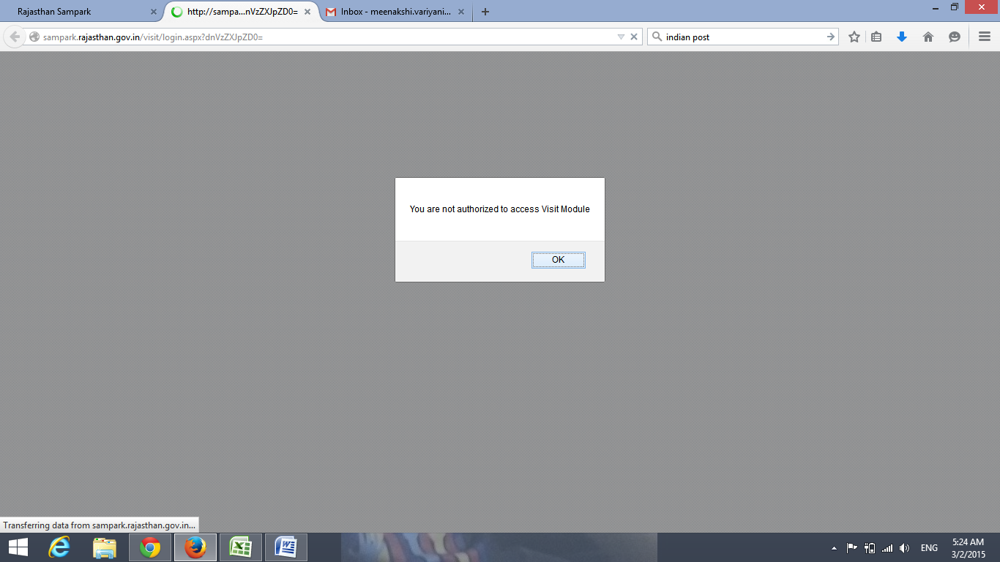 Rajasthan Sampark
http://sampa...nVzZXJpZD0=
Inbox - meenakshi.variyani...
sampark.rajasthan.gov.in/visit/login.aspx?dnVzZXJpZD0=
indian post
You are not authorized to access Visit Module
OK
Transferring data from sampark.rajasthan.gov.in...
ENG
5:24 AM
3/2/2015